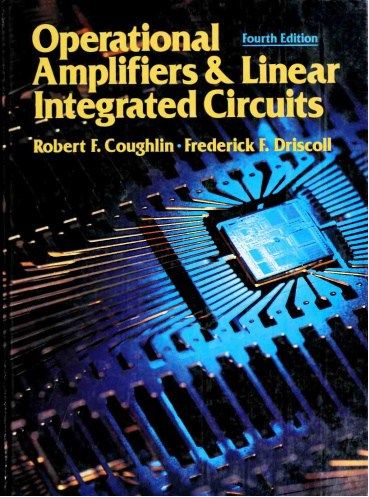 Operational
Fourth Edition
Amplifiers & Linear
Integrated Circuits
Robert F. Coughlin · Frederick F. Driscoll